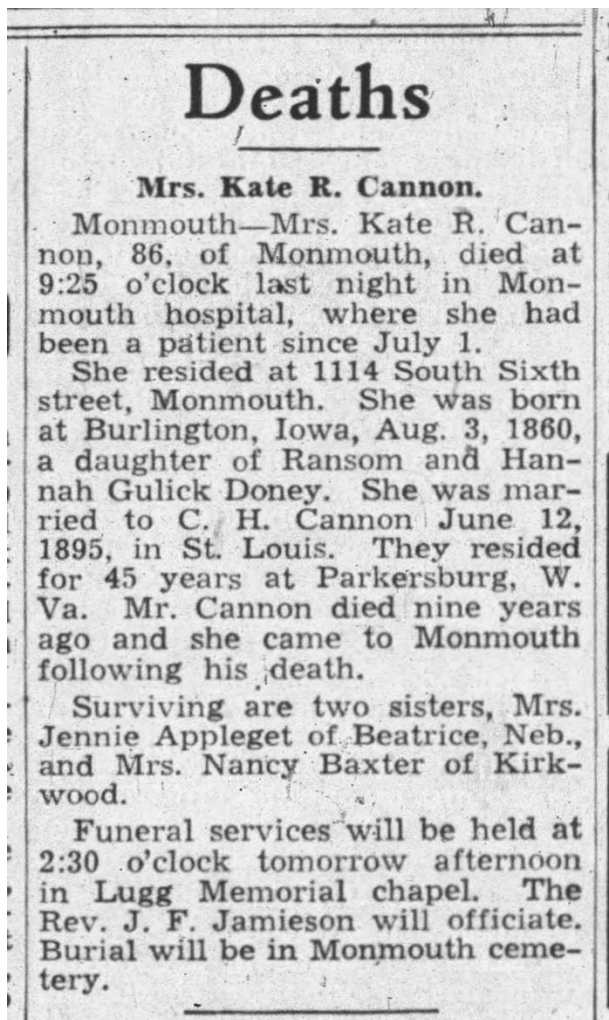 Deaths
Mrs. Kate R. Cannon.
Monmouth—Mrs. Kate R. Can-
non, 86, of Monmouth, died at
9:25 o'clock last night in Mon-
mouth hospital, where she had
been a patient since July 1.
She resided at 1114 South Sixth
street, Monmouth. She was born
at Burlington, Iowa, Aug. 3, 1860,
a daughter of Ransom and Han-
nah Gulick Doney. She was mar-
ried to C. H. Cannon June 12,
1895, in St. Louis. They resided
for 45 years at Parkersburg, W.
Va. Mr. Cannon died nine years
ago and she came to Monmouth
following his death.
Surviving are two sisters, Mrs.
Jennie Appleget of Beatrice, Neb.,
and Mrs. Nancy Baxter of Kirk-
wood.
Funeral services will be held at
2:30 o'clock tomorrow afternoon
in Lugg Memorial chapel. The
Rev. J. F. Jamieson will officiate.
Burial will be in Monmouth ceme-
tery.